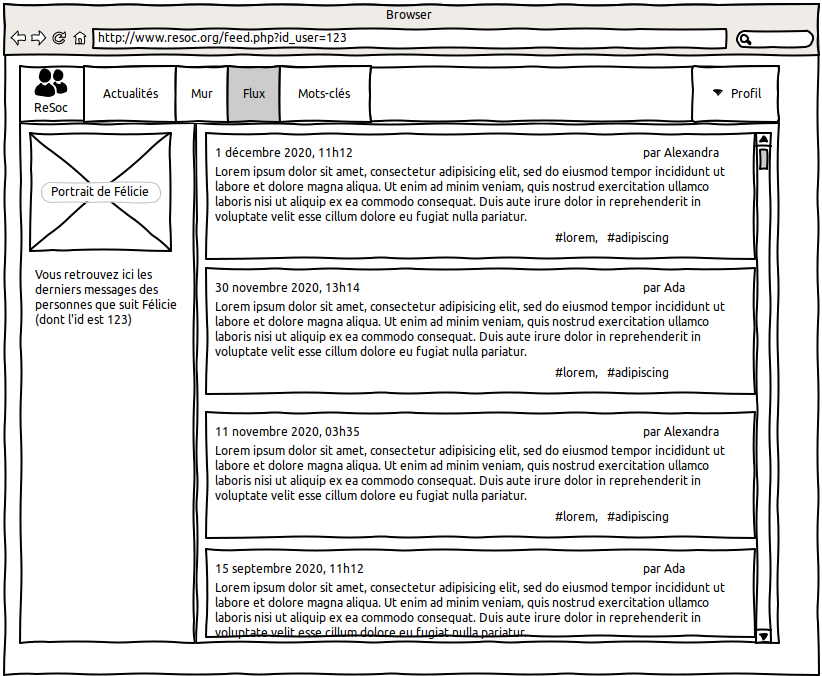 Browser
http://www.resoc.org/feed.php?id_user=123
ReSoc
Actualités
Mur
Flux
Mots-clés
Profil
Portrait de Félicie
Vous retrouvez ici les
derniers messages des
personnes que suit Félicie
(dont l'id est 123)
1 décembre 2020, 11h12 par Alexandra
Lorem ipsum dolor sit amet, consectetur adipisicing elit, sed do eiusmod tempor incididunt ut
labore et dolore magna aliqua. Ut enim ad minim veniam, quis nostrud exercitation ullamco
laboris nisi ut aliquip ex ea commodo consequat. Duis aute irure dolor in reprehenderit in
voluptate velit esse cillum dolore eu fugiat nulla pariatur.
#lorem, #adipiscing
30 novembre 2020, 13h14 par Ada
Lorem ipsum dolor sit amet, consectetur adipisicing elit, sed do eiusmod tempor incididunt ut
labore et dolore magna aliqua. Ut enim ad minim veniam, quis nostrud exercitation ullamco
laboris nisi ut aliquip ex ea commodo consequat. Duis aute irure dolor in reprehenderit in
voluptate velit esse cillum dolore eu fugiat nulla pariatur.
#lorem, #adipiscing
11 novembre 2020, 03h35 par Alexandra
Lorem ipsum dolor sit amet, consectetur adipisicing elit, sed do eiusmod tempor incididunt ut
labore et dolore magna aliqua. Ut enim ad minim veniam, quis nostrud exercitation ullamco
laboris nisi ut aliquip ex ea commodo consequat. Duis aute irure dolor in reprehenderit in
voluptate velit esse cillum dolore eu fugiat nulla pariatur.
#lorem, #adipiscing
15 septembre 2020, 11h12 par Ada
Lorem ipsum dolor sit amet, consectetur adipisicing elit, sed do eiusmod tempor incididunt ut
labore et dolore magna aliqua. Ut enim ad minim veniam, quis nostrud exercitation ullamco
laboris nisi ut aliquip ex ea commodo consequat. Duis aute irure dolor in reprehenderit in
voluptate velit esse cillum dolore eu fugiat nulla pariatur.